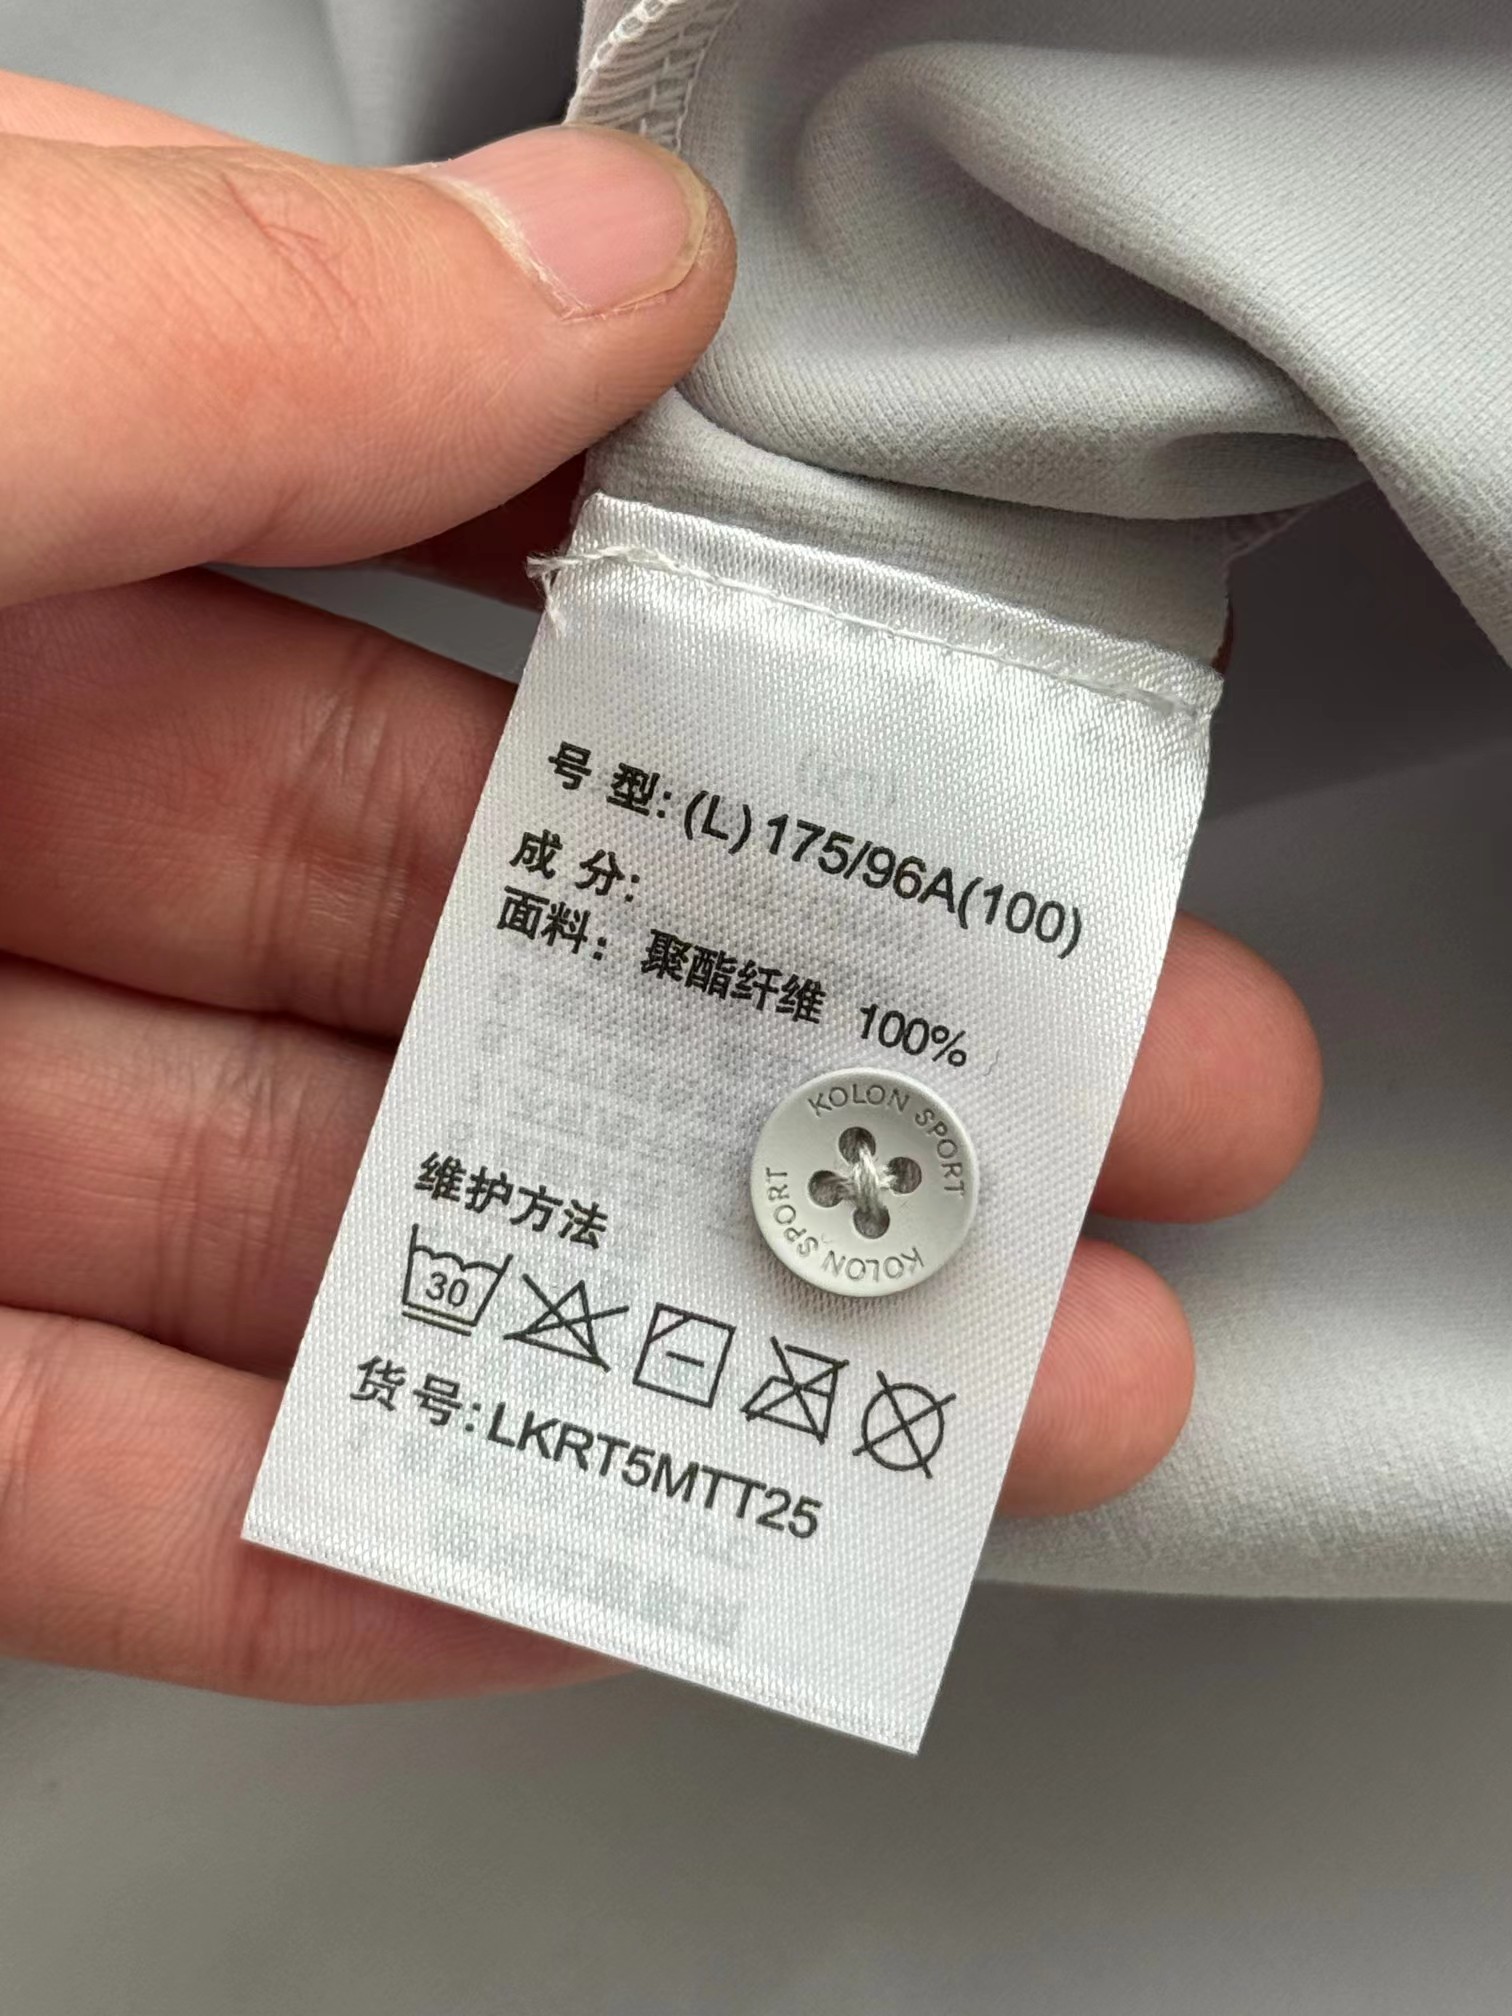 号 型: (L) 175/96A(100)
成 分:
面料: 聚酯纤维 100%
KOLON SPORT
KOLON SPORT
维护方法
30
货 号: LKRT5MTT25